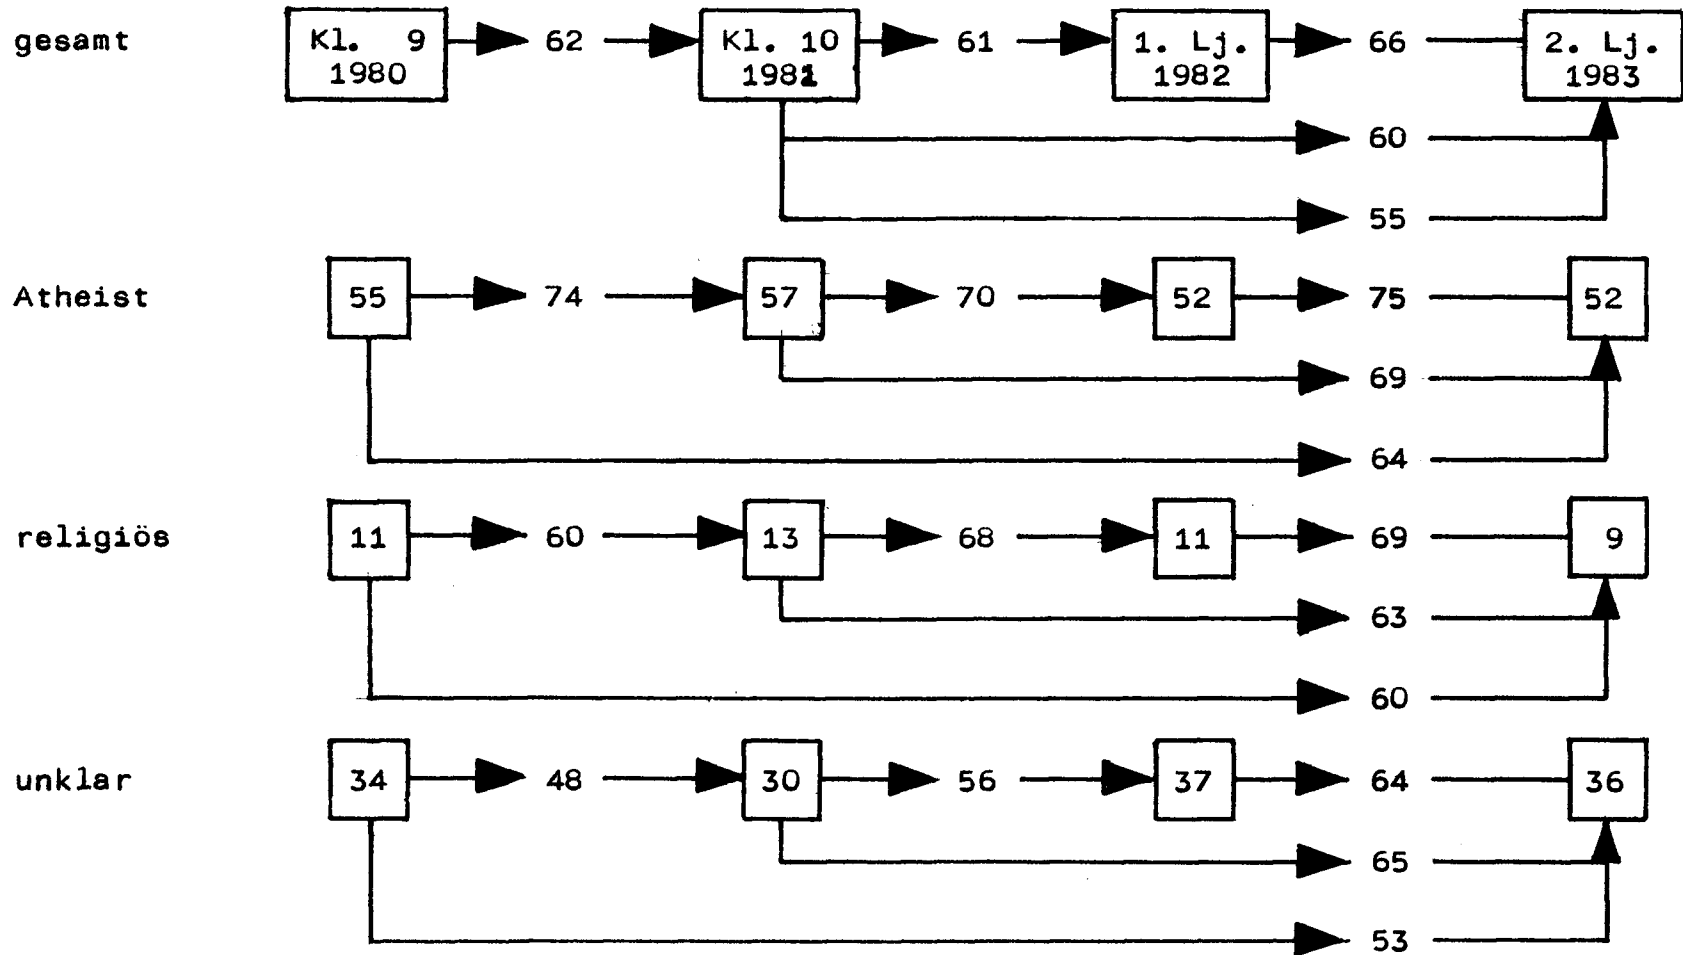 gesamt Kl. 9 62 Kl. 10 61 1. Lj. 66 2. Lj.
1980 1981 1982 1983
60
55
Atheist 55 74 57 70 52 75 52
69
64
religiös 11 60 13 68 11 69 9
63
60
unklar 34 48 30 56 37 64 36
65
53